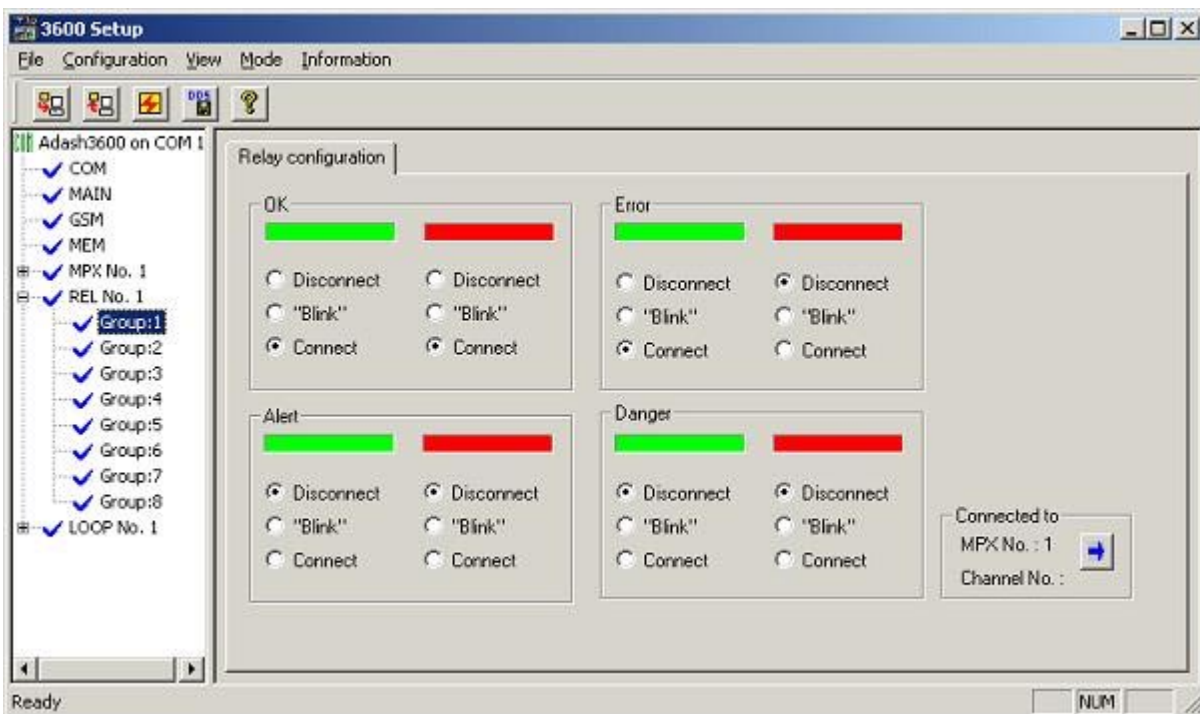 3600 Setup
File Configuration View Mode Information
DDS
Adash3600 on COM 1
COM
MAIN
GSM
MEM
MPX No. 1
REL No. 1
Group:1
Group:2
Group:3
Group:4
Group:5
Group:6
Group:7
Group:8
LOOP No. 1
Relay configuration
OK
Disconnect Disconnect
"Blink" "Blink"
Connect Connect
Error
Disconnect Disconnect
"Blink" "Blink"
Connect Connect
Alert
Disconnect Disconnect
"Blink" "Blink"
Connect Connect
Danger
Disconnect Disconnect
"Blink" "Blink"
Connect Connect
Connected to
MPX No. : 1
Channel No. :
Ready
NUM